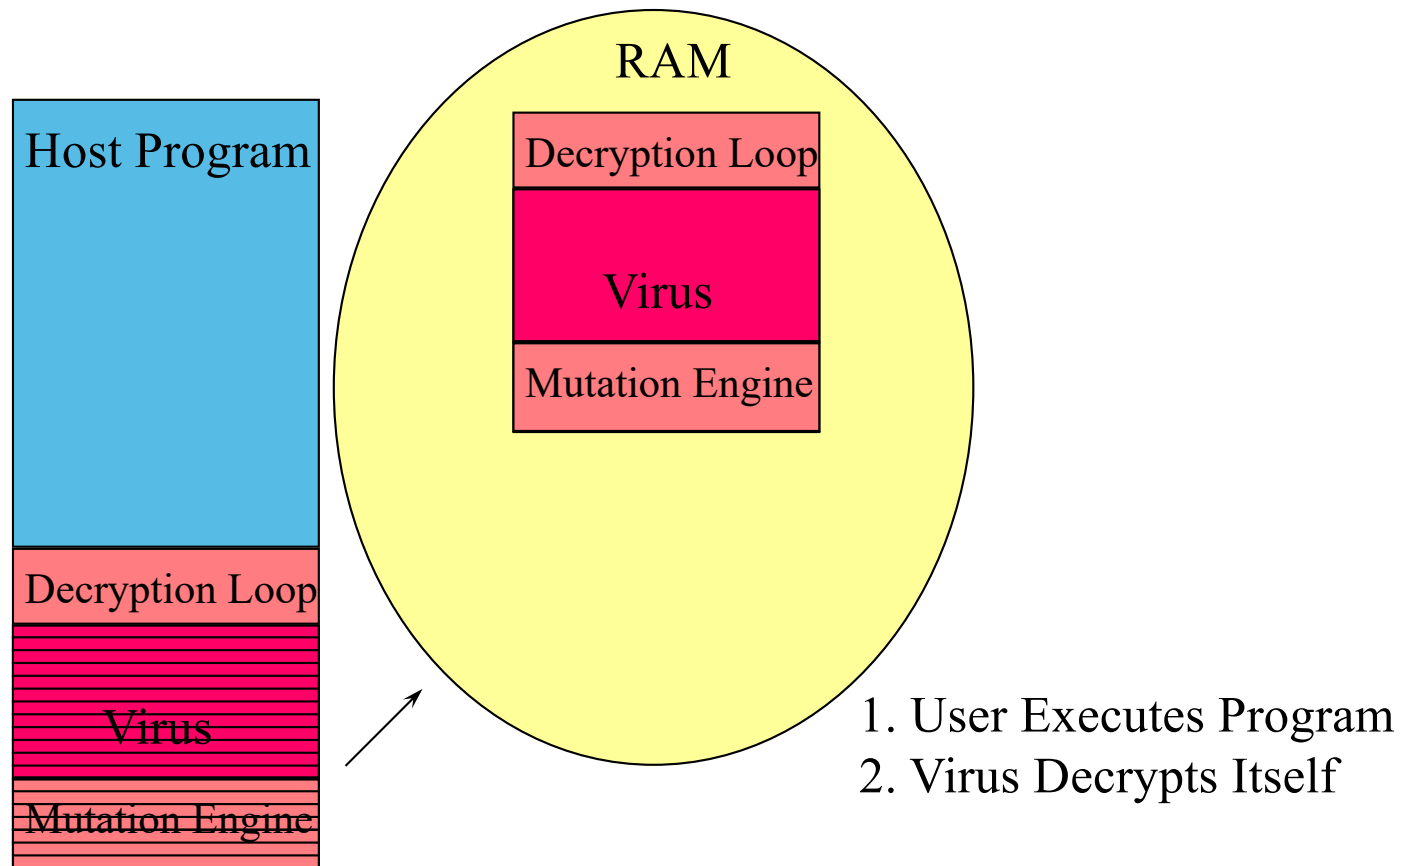 Host Program
Decryption Loop
Virus
Mutation Engine
RAM
Decryption Loop
Virus
Mutation Engine
1. User Executes Program
2. Virus Decrypts Itself